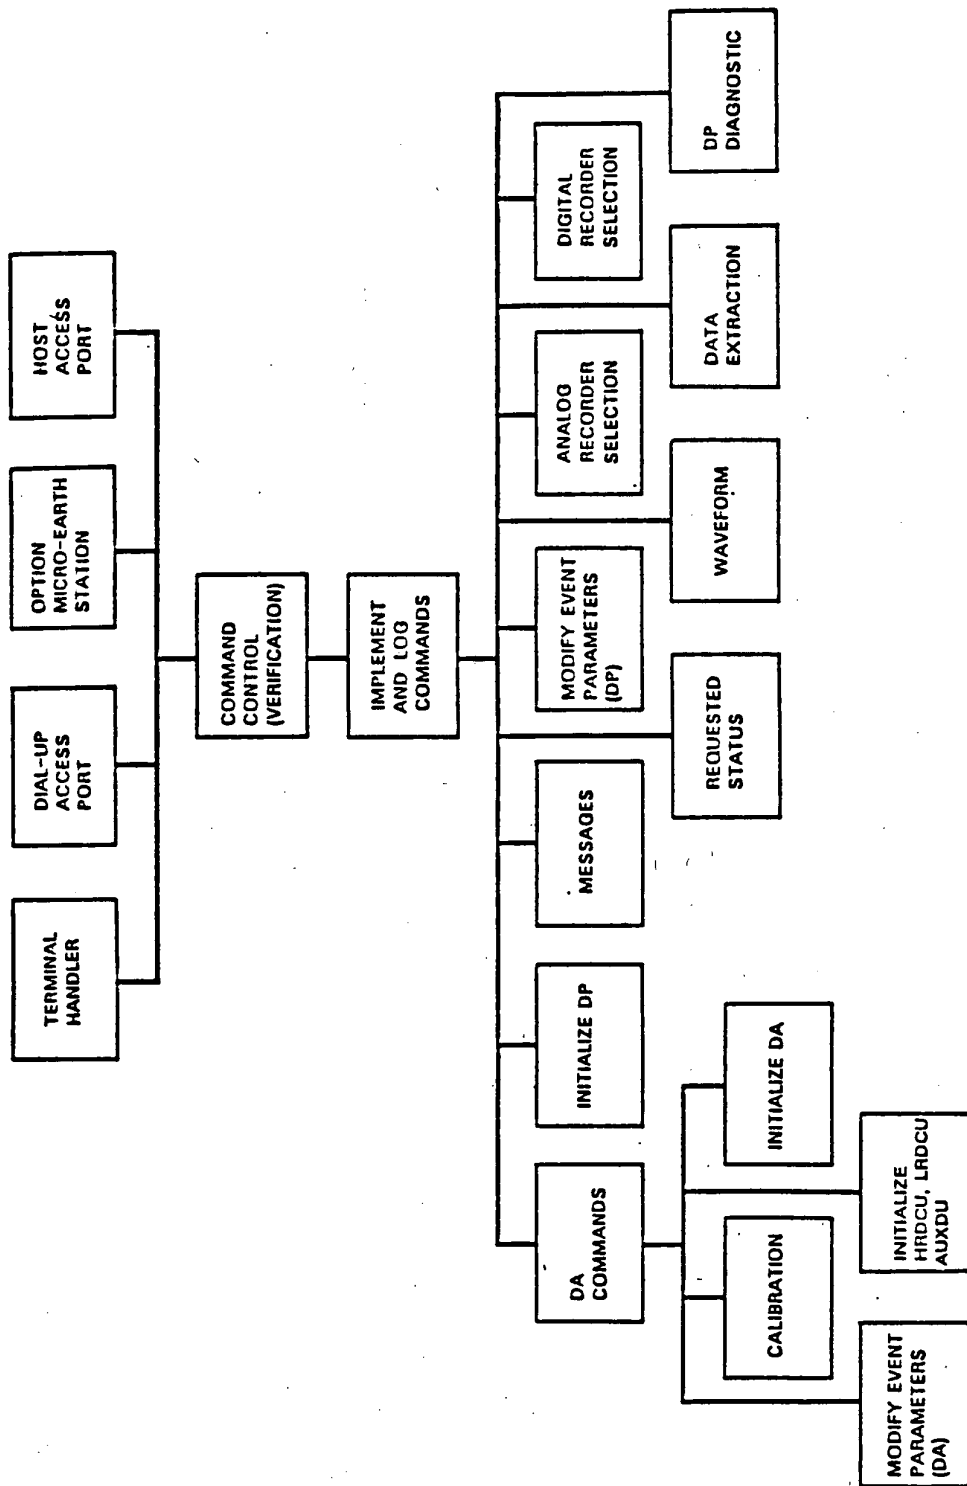 TERMINAL
HANDLER
DIAL-UP
ACCESS
PORT
OPTION
MICRO-EARTH
STATION
HOST
ACCESS
PORT
COMMAND
CONTROL
(VERIFICATION)
IMPLEMENT
AND LOG
COMMANDS
DA
COMMANDS
INITIALIZE DP
MESSAGES
MODIFY EVENT
PARAMETERS
(DP)
ANALOG
RECORDER
SELECTION
DIGITAL
RECORDER
SELECTION
REQUESTED
STATUS
WAVEFORM
DATA
EXTRACTION
DP
DIAGNOSTIC
CALIBRATION
INITIALIZE DA
MODIFY EVENT
PARAMETERS
(DA)
INITIALIZE
HRDCU, LRDCU
AUXDU